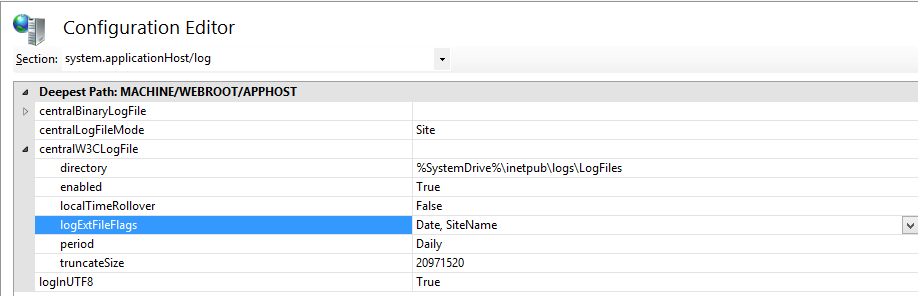 Configuration Editor
Section: system.applicationHost/log
Deepest Path: MACHINE/WEBROOT/APPHOST
centralBinaryLogFile
centralLogFileMode Site
centralW3CLogFile
directory %SystemDrive%\inetpub\logs\LogFiles
enabled True
localTimeRollover False
logExtFileFlags Date, SiteName
period Daily
truncateSize 20971520
logInUTF8 True